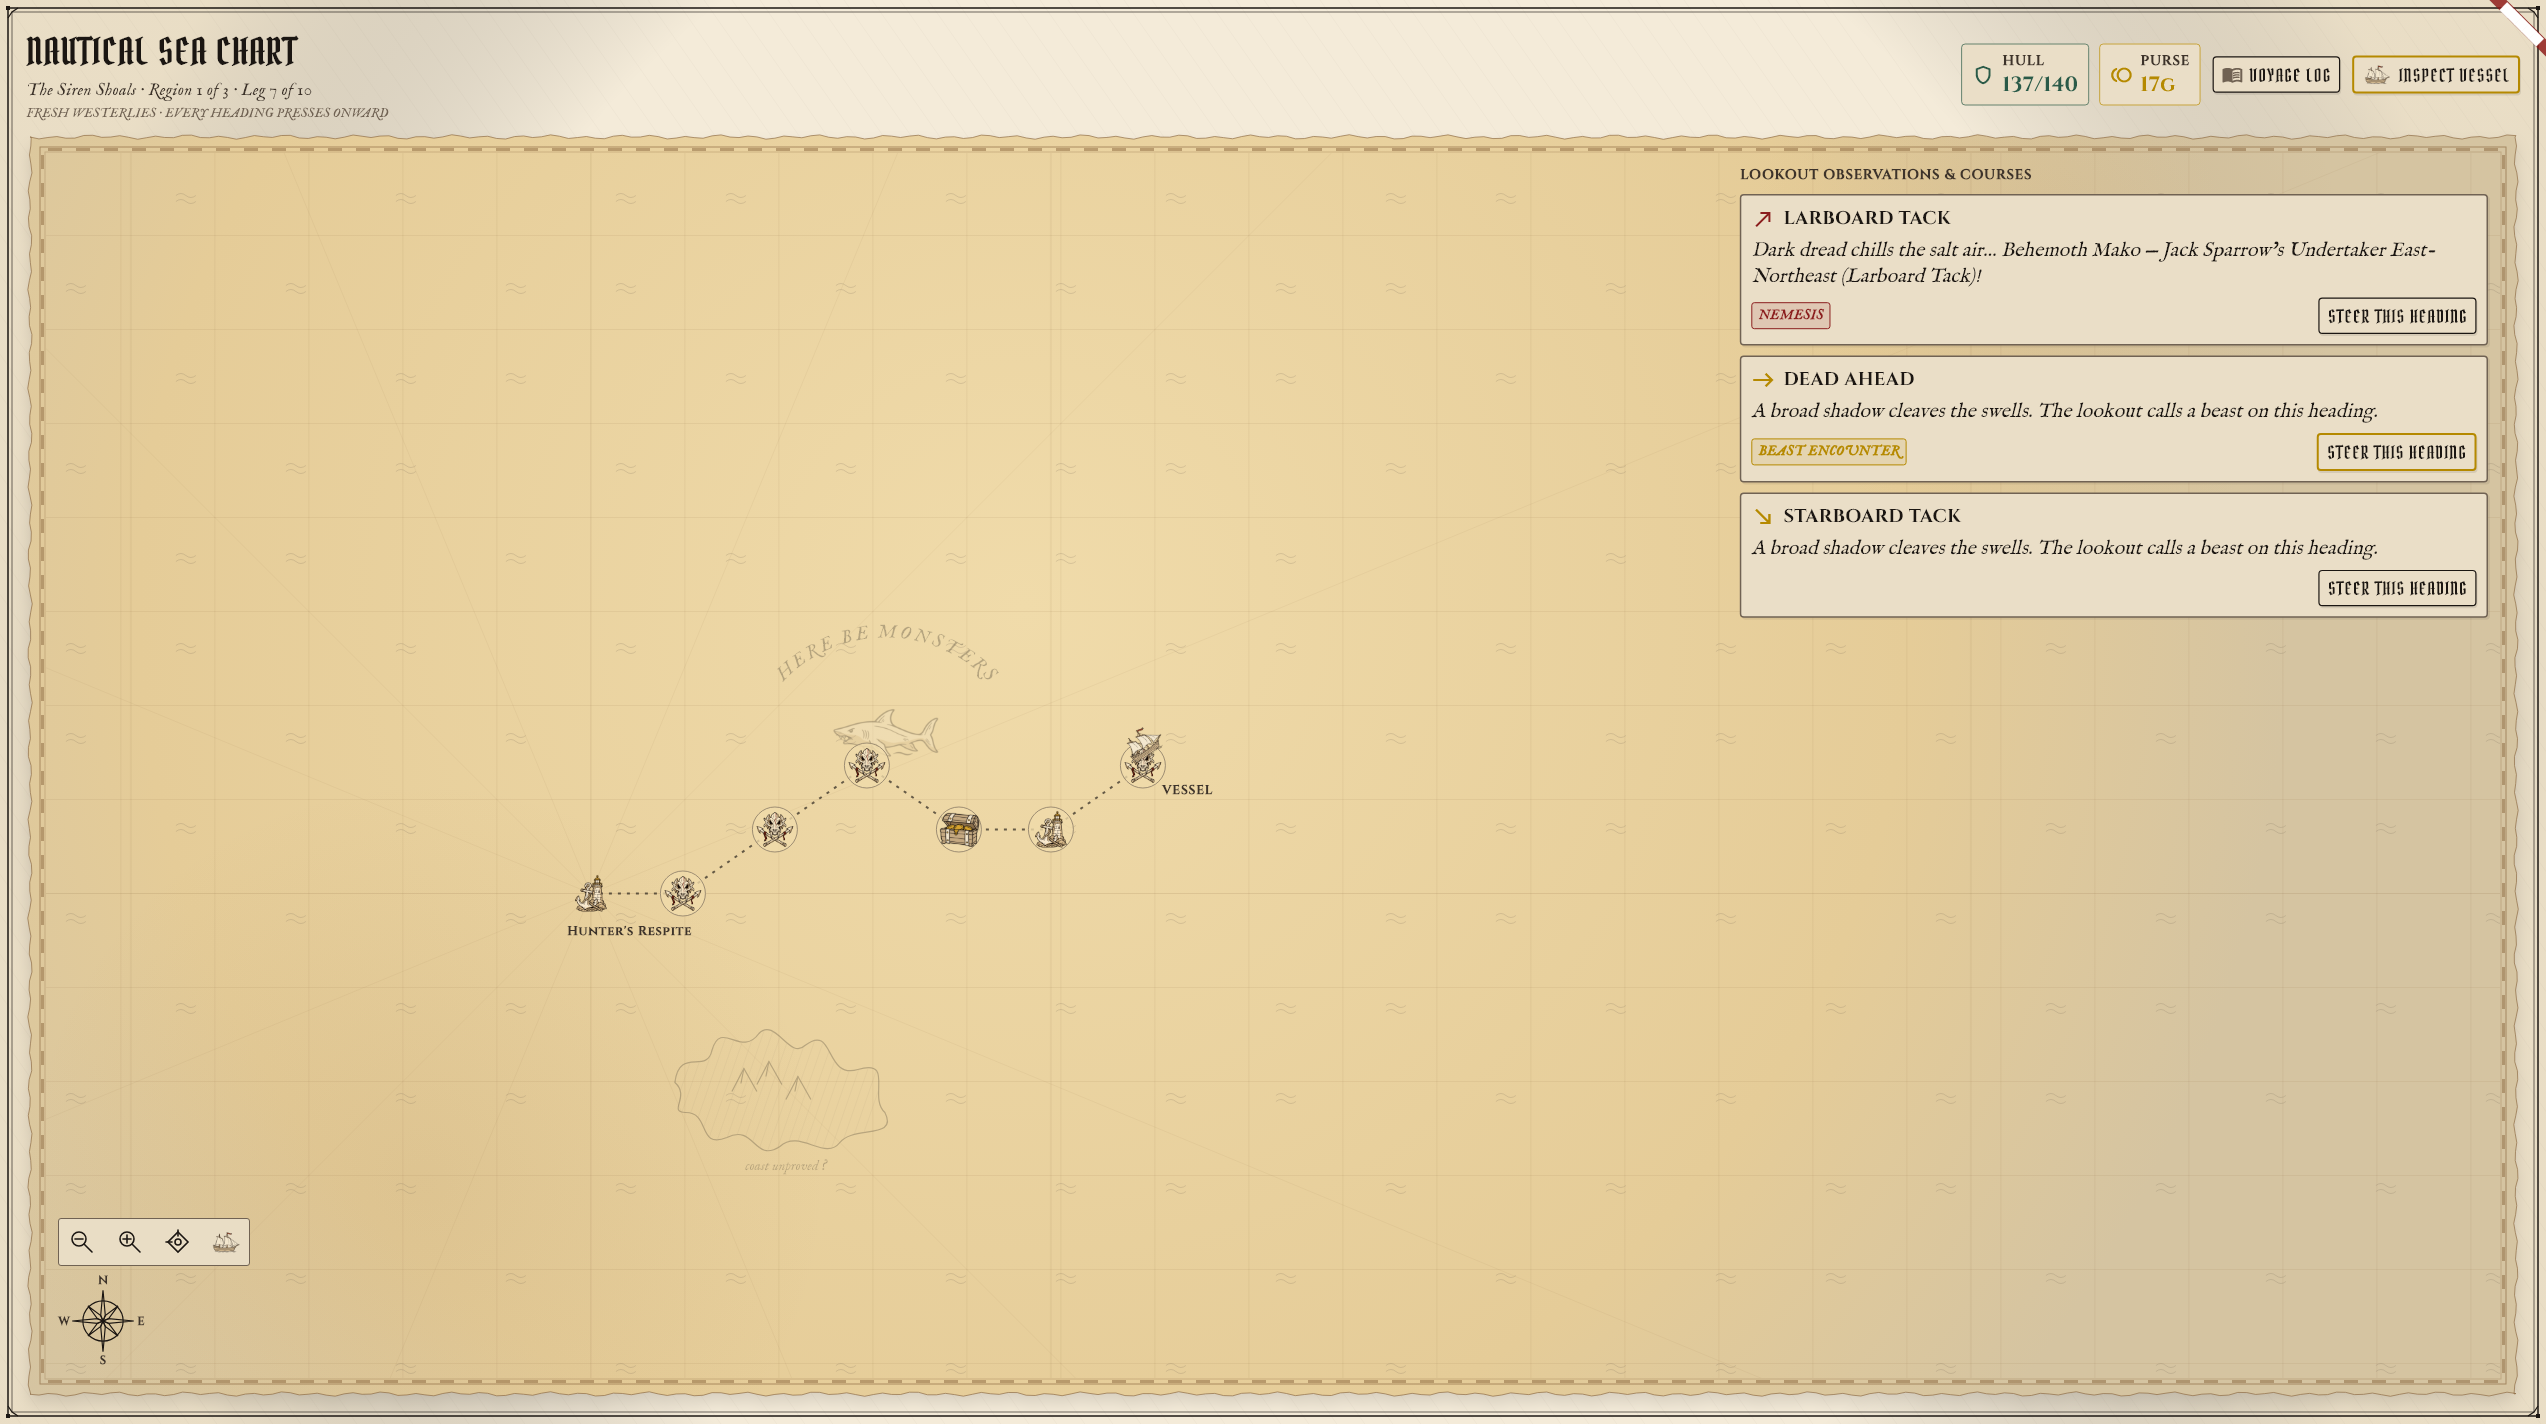 NAUTICAL SEA CHART
The Siren Shoals · Region 1 of 3 · Leg 7 of 10
FRESH WESTERLIES · EVERY HEADING PRESSES ONWARD
HULL
137/140
PURSE
17G
VOYAGE LOG
INSPECT VESSEL
LOOKOUT OBSERVATIONS & COURSES
LARBOARD TACK
Dark dread chills the salt air... Behemoth Mako — Jack Sparrow's Undertaker East-
Northeast (Larboard Tack)!
NEMESIS
STEER THIS HEADING
DEAD AHEAD
A broad shadow cleaves the swells. The lookout calls a beast on this heading.
BEAST ENCOUNTER
STEER THIS HEADING
STARBOARD TACK
A broad shadow cleaves the swells. The lookout calls a beast on this heading.
STEER THIS HEADING
HERE BE MONSTERS
VESSEL
HUNTER'S RESPITE
coast unproved?
N
W E
S